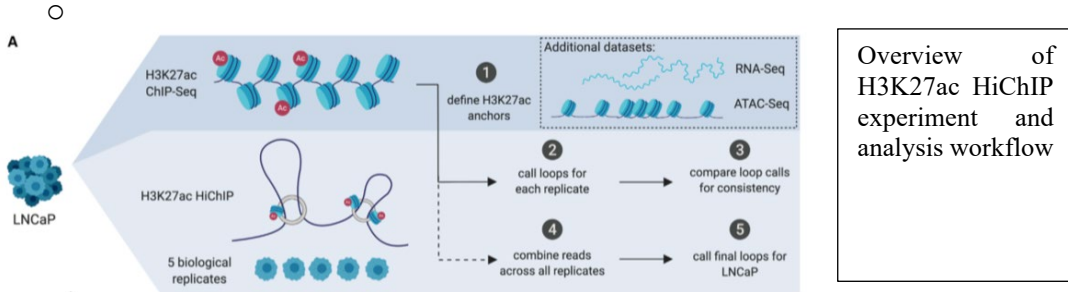 A
H3K27ac
ChIP-Seq
Ac
Ac
Ac
1
define H3K27ac
anchors
Additional datasets:
RNA-Seq
ATAC-Seq
LNCaP
H3K27ac HiChIP
5 biological
replicates
2
call loops for
each replicate
3
compare loop calls
for consistency
4
combine reads
across all replicates
5
call final loops for
LNCaP
Overview of
H3K27ac HiChIP
experiment and
analysis workflow